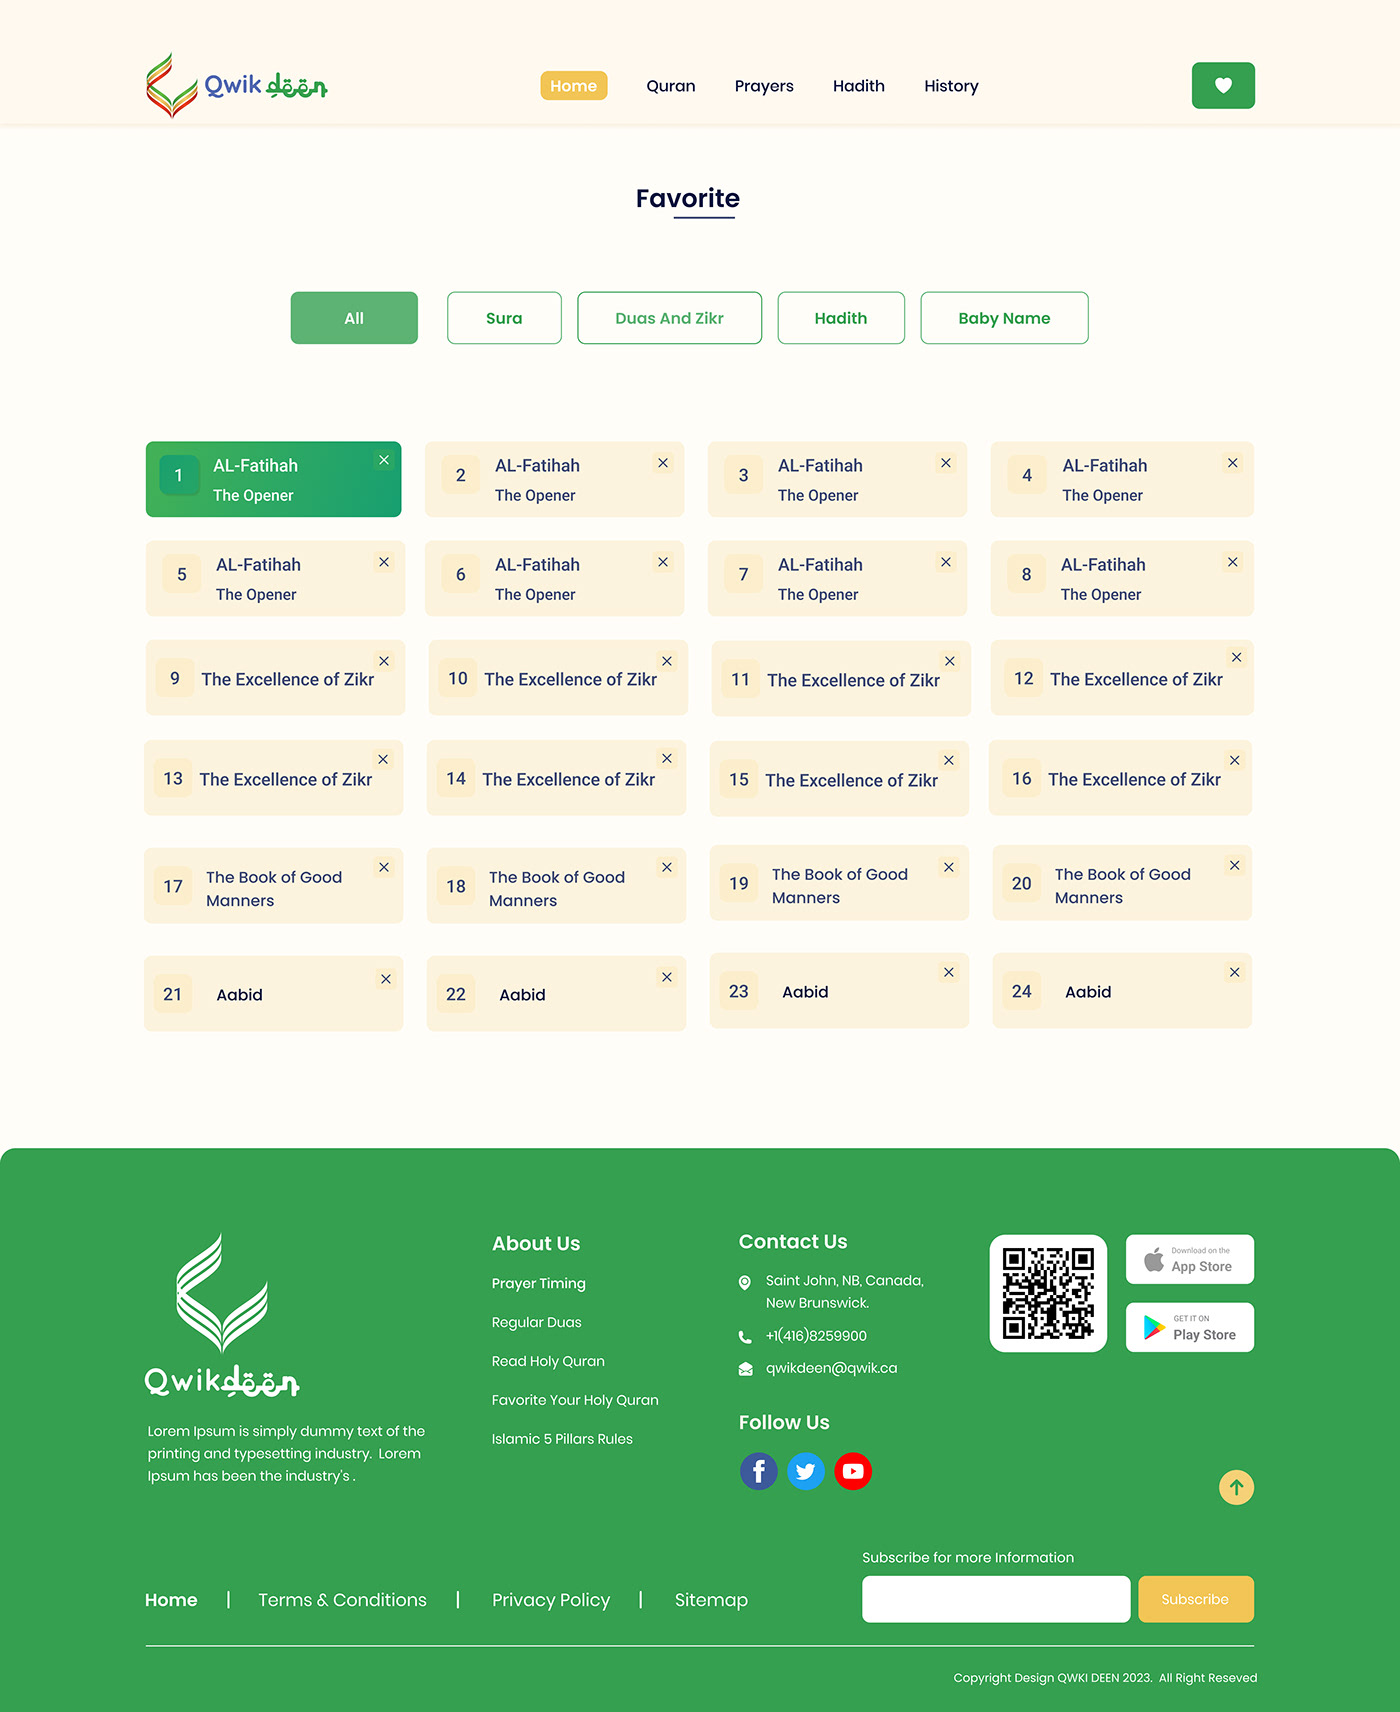 Qwik deen
Home
Quran
Prayers
Hadith
History
Favorite
All
Sura
Duas And Zikr
Hadith
Baby Name
1
AL-Fatihah
The Opener
2
AL-Fatihah
The Opener
3
AL-Fatihah
The Opener
4
AL-Fatihah
The Opener
5
AL-Fatihah
The Opener
6
AL-Fatihah
The Opener
7
AL-Fatihah
The Opener
8
AL-Fatihah
The Opener
9
The Excellence of Zikr
10
The Excellence of Zikr
11
The Excellence of Zikr
12
The Excellence of Zikr
13
The Excellence of Zikr
14
The Excellence of Zikr
15
The Excellence of Zikr
16
The Excellence of Zikr
17
The Book of Good
Manners
18
The Book of Good
Manners
19
The Book of Good
Manners
20
The Book of Good
Manners
21
Aabid
22
Aabid
23
Aabid
24
Aabid
Qwikdeen
Lorem Ipsum is simply dummy text of the
printing and typesetting industry. Lorem
Ipsum has been the industry's .
About Us
Prayer Timing
Regular Duas
Read Holy Quran
Favorite Your Holy Quran
Islamic 5 Pillars Rules
Contact Us
Saint John, NB, Canada,
New Brunswick.
+1(416)8259900
qwikdeen@qwik.ca
Follow Us
Download on the
App Store
GET IT ON
Play Store
Subscribe for more Information
Subscribe
Home | Terms & Conditions | Privacy Policy | Sitemap
Copyright Design QWKI DEEN 2023. All Right Reseved